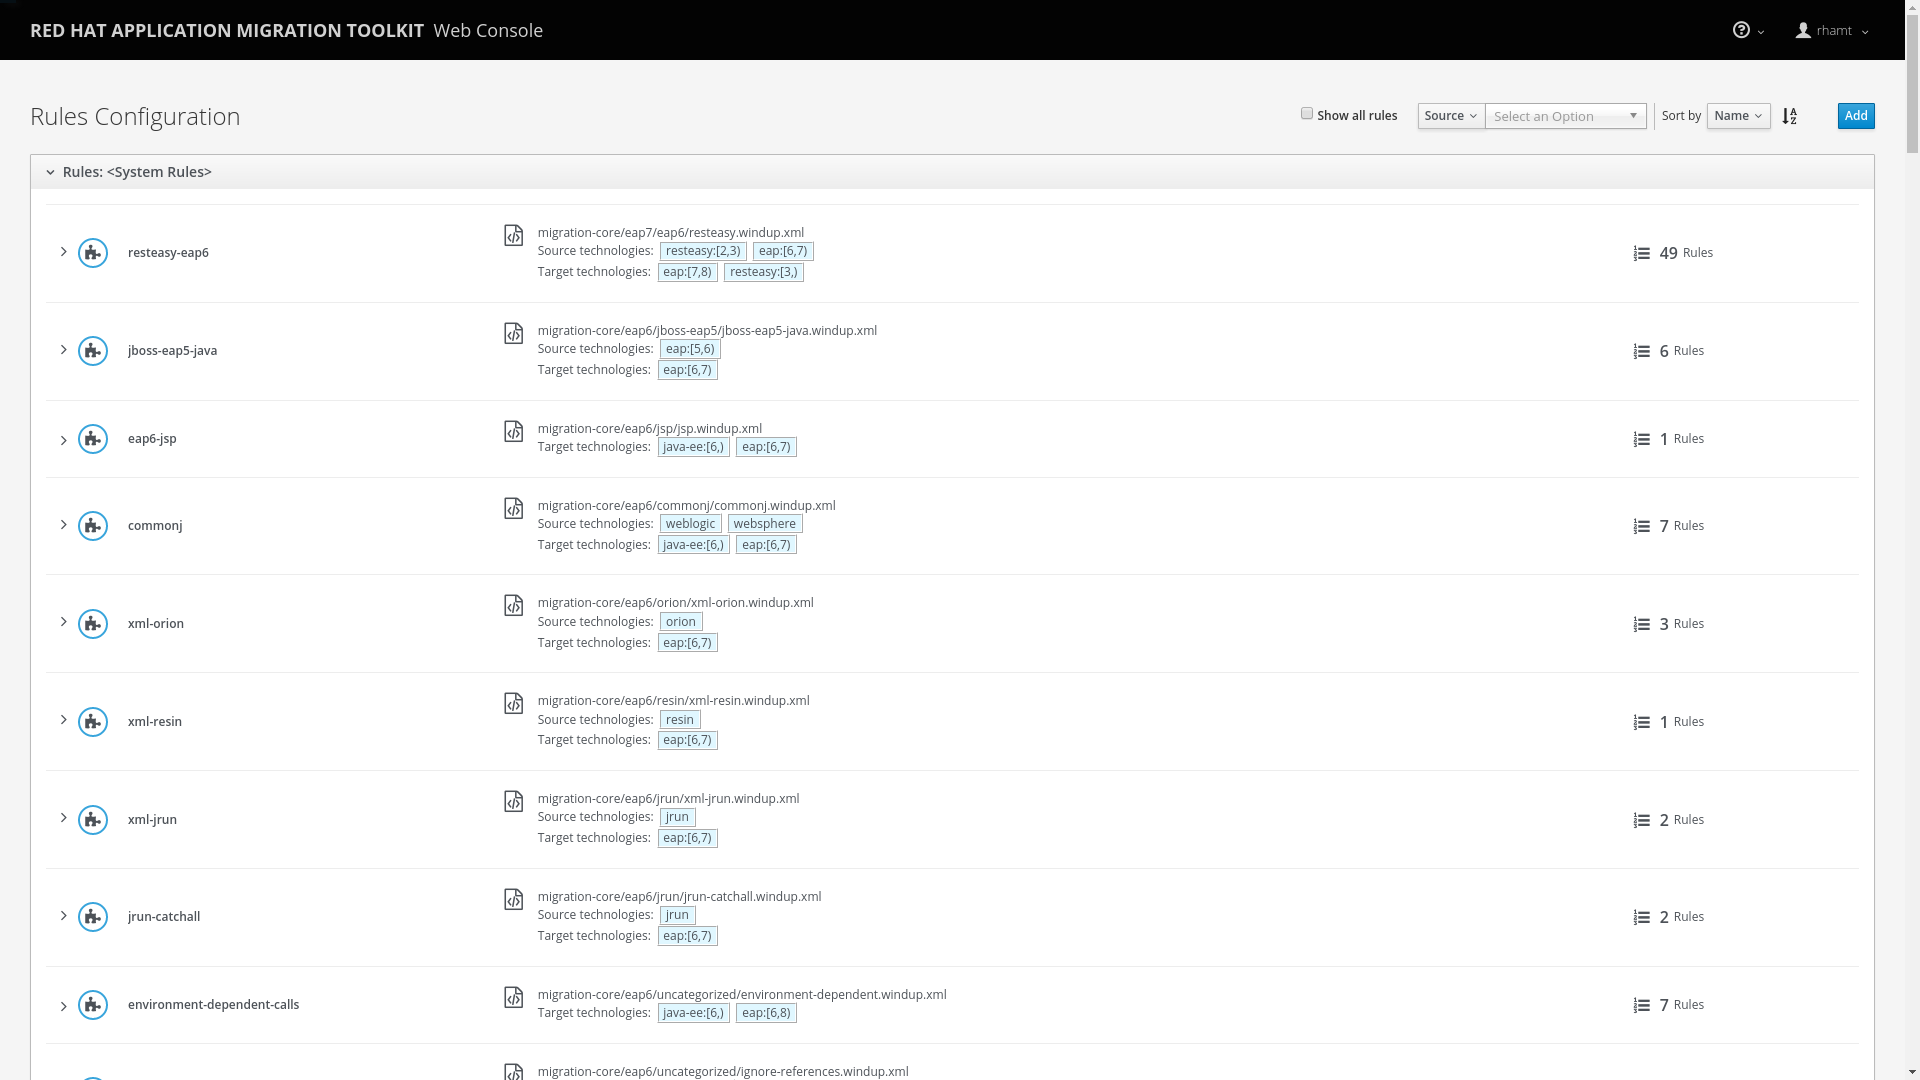 RED HAT APPLICATION MIGRATION TOOLKIT Web Console
rhamt
Rules Configuration
Show all rules Source Select an Option Sort by Name Add
Rules: <System Rules>
resteasy-eap6
migration-core/eap7/eap6/resteasy.windup.xml
Source technologies: resteasy:[2,3) eap:[6,7)
Target technologies: eap:[7,8) resteasy:[3,)
49 Rules
jboss-eap5-java
migration-core/eap6/jboss-eap5/jboss-eap5-java.windup.xml
Source technologies: eap:[5,6)
Target technologies: eap:[6,7)
6 Rules
eap6-jsp
migration-core/eap6/jsp/jsp.windup.xml
Target technologies: java-ee:[6,) eap:[6,7)
1 Rules
commonj
migration-core/eap6/commonj/commonj.windup.xml
Source technologies: weblogic websphere
Target technologies: java-ee:[6,) eap:[6,7)
7 Rules
xml-orion
migration-core/eap6/orion/xml-orion.windup.xml
Source technologies: orion
Target technologies: eap:[6,7)
3 Rules
xml-resin
migration-core/eap6/resin/xml-resin.windup.xml
Source technologies: resin
Target technologies: eap:[6,7)
1 Rules
xml-jrun
migration-core/eap6/jrun/xml-jrun.windup.xml
Source technologies: jrun
Target technologies: eap:[6,7)
2 Rules
jrun-catchall
migration-core/eap6/jrun/jrun-catchall.windup.xml
Source technologies: jrun
Target technologies: eap:[6,7)
2 Rules
environment-dependent-calls
migration-core/eap6/uncategorized/environment-dependent.windup.xml
Target technologies: java-ee:[6,) eap:[6,8)
7 Rules
migration-core/eap6/uncategorized/ignore-references.windup.xml